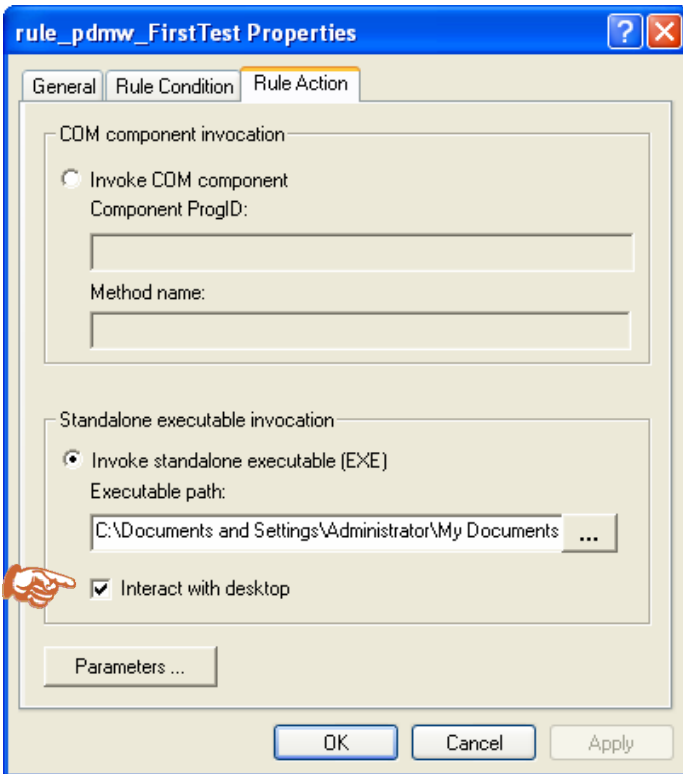 rule_pdmw_FirstTest Properties
General Rule Condition Rule Action
COM component invocation
Invoke COM component
Component ProgID:
Method name:
Standalone executable invocation
Invoke standalone executable (EXE)
Executable path:
C:\Documents and Settings\Administrator\My Documents ...
Interact with desktop
Parameters ...
OK Cancel Apply